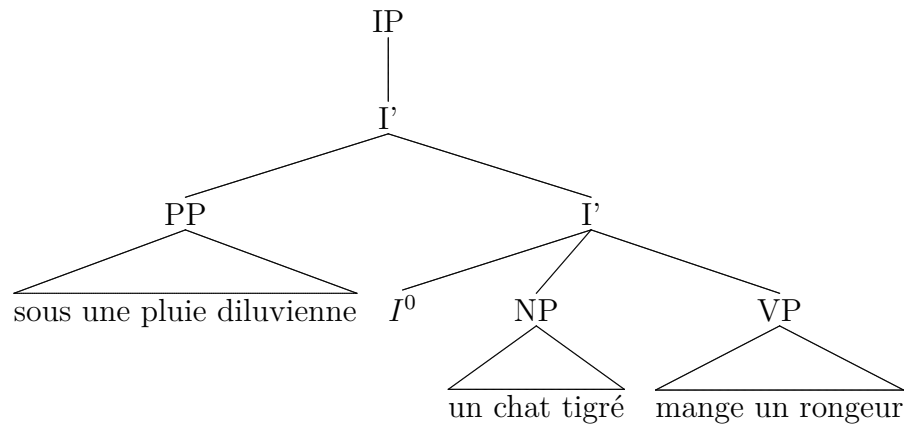 IP
I’
PP I’
sous une pluie diluvienne I⁰ NP VP
un chat tigré mange un rongeur